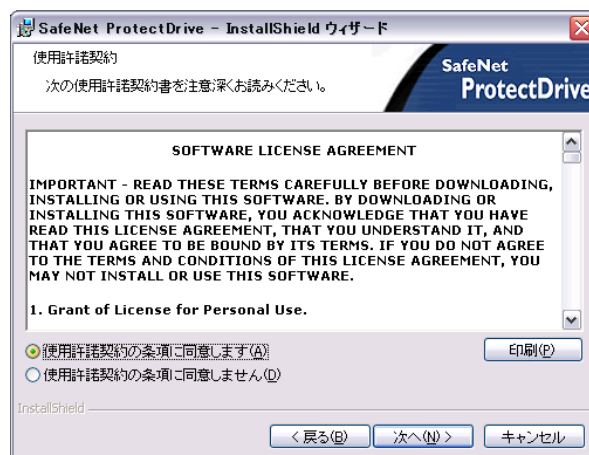 SafeNet ProtectDrive - InstallShield ウィザード
使用許諾契約
次の使用許諾契約書を注意深くお読みください。
SafeNet
ProtectDrive
SOFTWARE LICENSE AGREEMENT
IMPORTANT - READ THESE TERMS CAREFULLY BEFORE DOWNLOADING,
INSTALLING OR USING THIS SOFTWARE. BY DOWNLOADING OR
INSTALLING THIS SOFTWARE, YOU ACKNOWLEDGE THAT YOU HAVE
READ THIS LICENSE AGREEMENT, THAT YOU UNDERSTAND IT, AND
THAT YOU AGREE TO BE BOUND BY ITS TERMS. IF YOU DO NOT AGREE
TO THE TERMS AND CONDITIONS OF THIS LICENSE AGREEMENT, YOU
MAY NOT INSTALL OR USE THIS SOFTWARE.
1. Grant of License for Personal Use.
使用許諾契約の条項に同意します(A)
印刷(P)
使用許諾契約の条項に同意しません(D)
InstallShield
< 戻る(B)
次へ(N) >
キャンセル